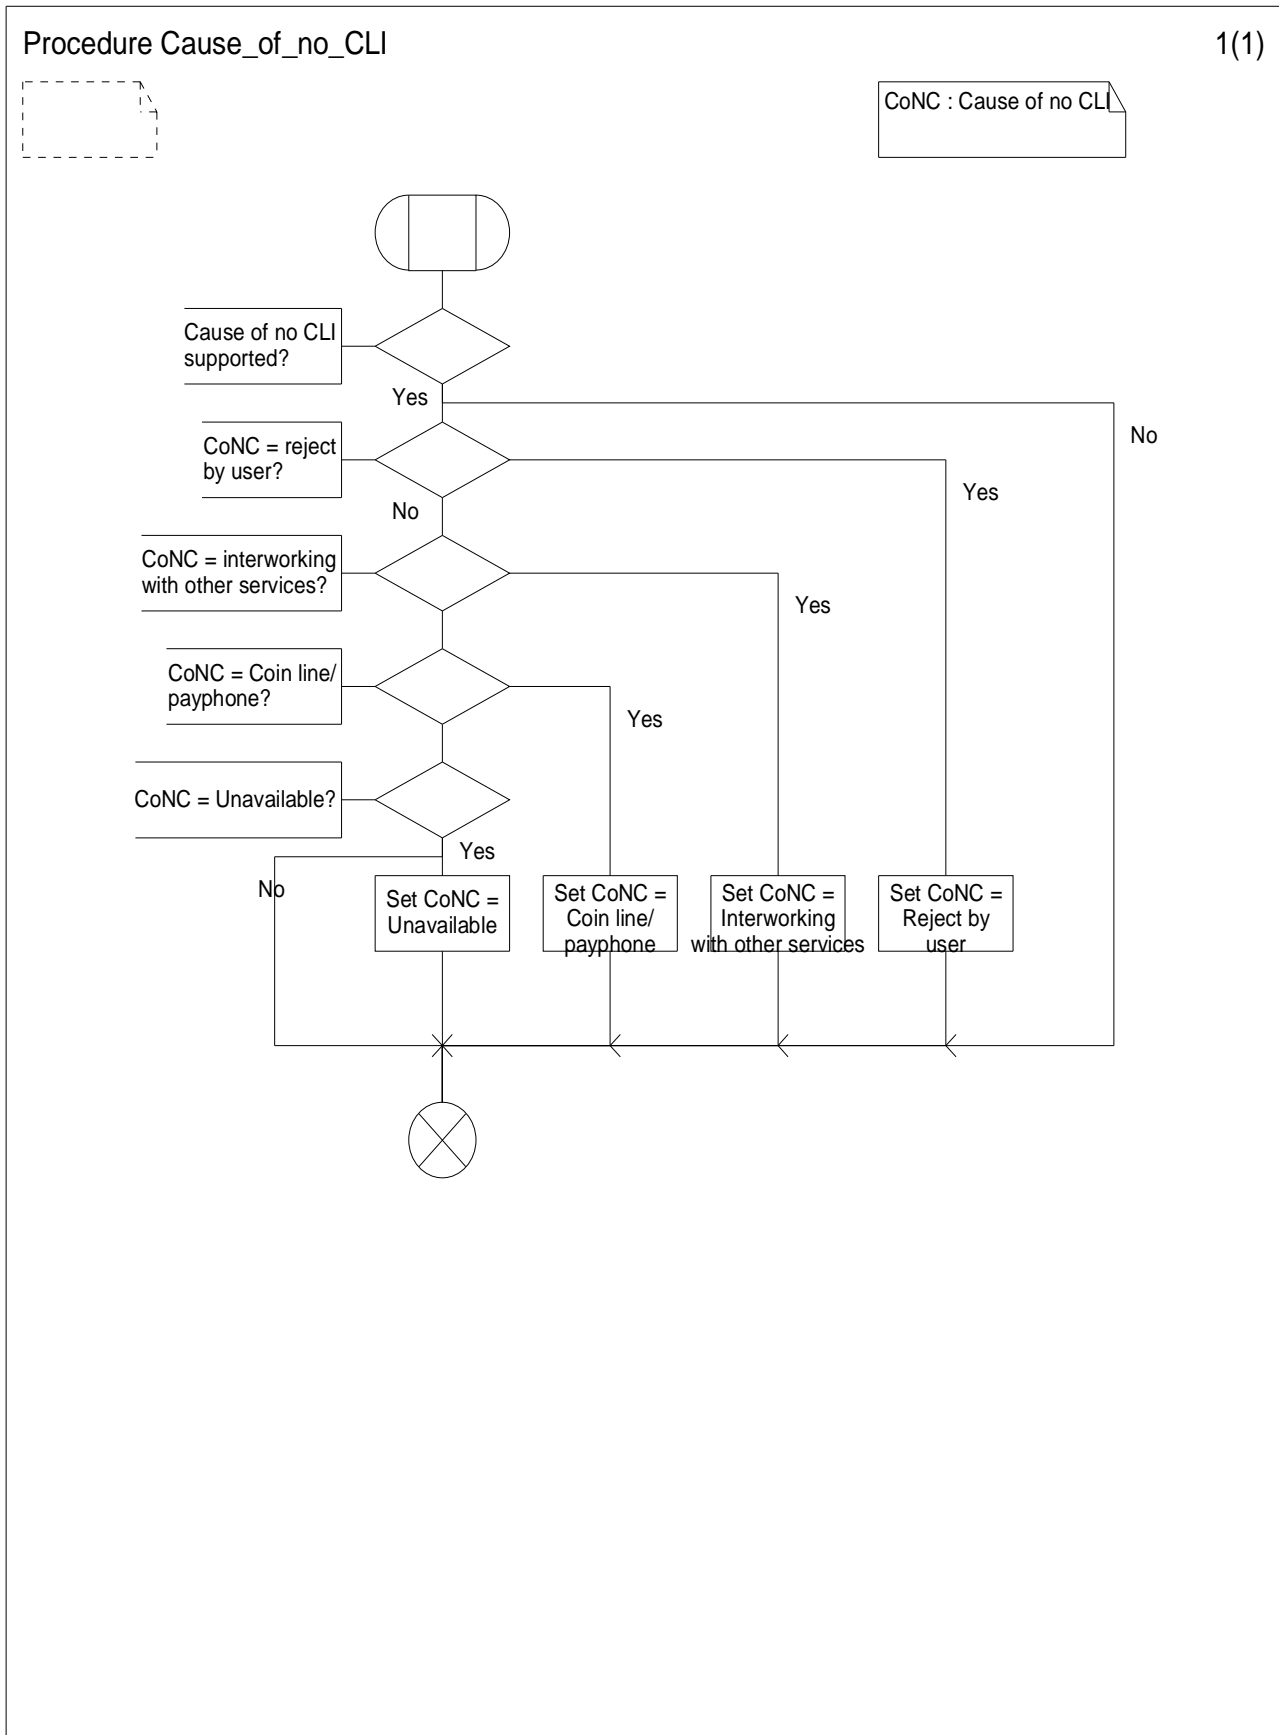 Procedure Cause_of_no_CLI
1(1)
CoNC : Cause of no CLI
Cause of no CLI
supported?
Yes
No
CoNC = reject
by user?
Yes
No
CoNC = interworking
with other services?
Yes
CoNC = Coin line/
payphone?
Yes
CoNC = Unavailable?
Yes
No
Set CoNC =
Unavailable
Set CoNC =
Coin line/
payphone
Set CoNC =
Interworking
with other services
Set CoNC =
Reject by
user